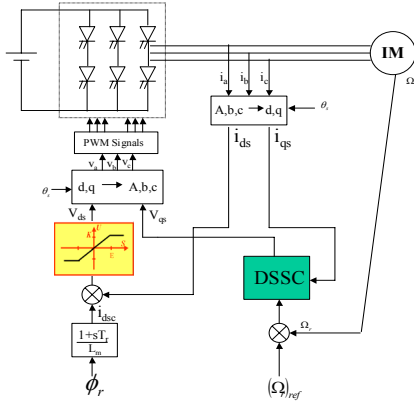 IM
Ω
i_a i_b i_c
A,b,c → d,q
θ_s
i_ds i_qs
PWM Signals
v_a v_b v_c
θ_s
d,q → A,b,c
V_ds V_qs
U
K
S
E
DSSC
i_dsc
Ω_r
1+sT_r
L_m
ϕ_r
(Ω_r)_ref